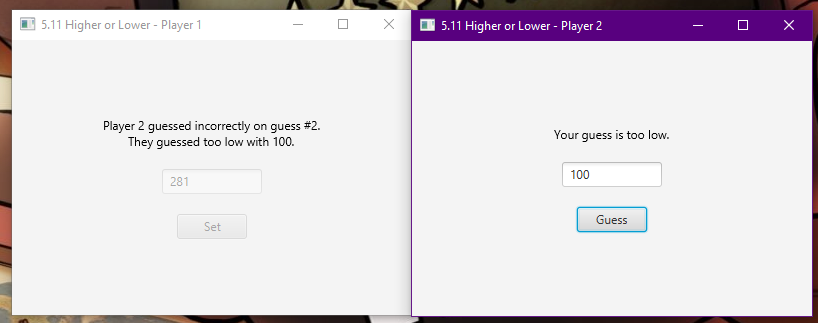 5.11 Higher or Lower - Player 1
Player 2 guessed incorrectly on guess #2.
They guessed too low with 100.
281
Set
5.11 Higher or Lower - Player 2
Your guess is too low.
100
Guess